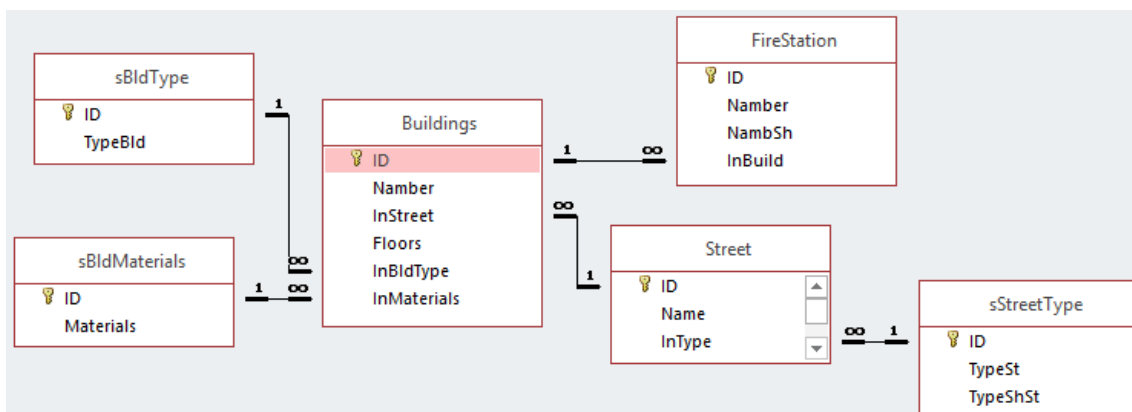 sBldType
ID
TypeBld
sBldMaterials
ID
Materials
Buildings
ID
Namber
InStreet
Floors
InBldType
InMaterials
FireStation
ID
Namber
NambSh
InBuild
Street
ID
Name
InType
sStreetType
ID
TypeSt
TypeShSt
1
∞
1
∞
1
∞
∞
1
∞
1